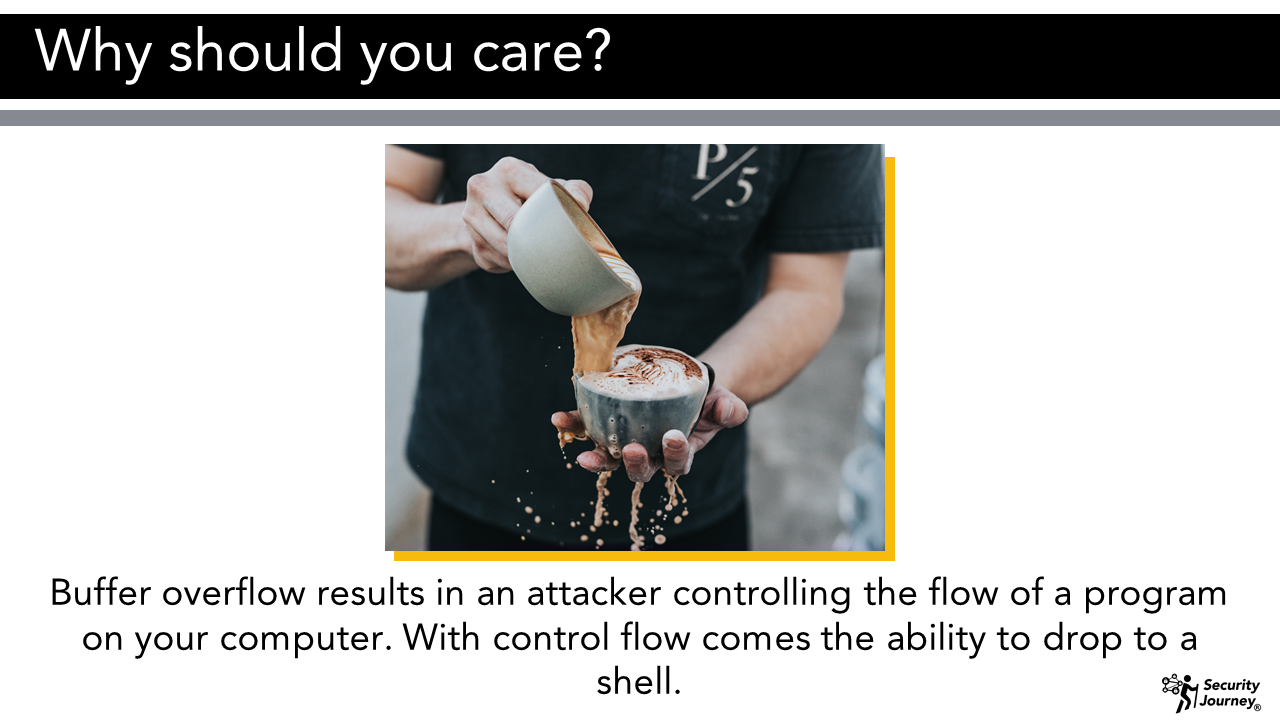 Why should you care?
P/5
Buffer overflow results in an attacker controlling the flow of a program
on your computer. With control flow comes the ability to drop to a
shell.
Security
Journey®